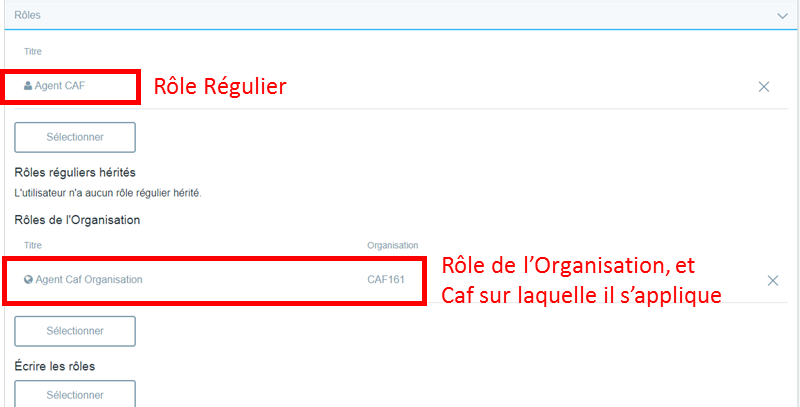 Rôles
Titre
Agent CAF
Rôle Régulier
Sélectionner
Rôles réguliers hérités
L'utilisateur n'a aucun rôle régulier hérité.
Rôles de l'Organisation
Titre Organisation
Agent Caf Organisation CAF161
Rôle de l’Organisation, et
Caf sur laquelle il s’applique
Sélectionner
Écrire les rôles
Sélectionner